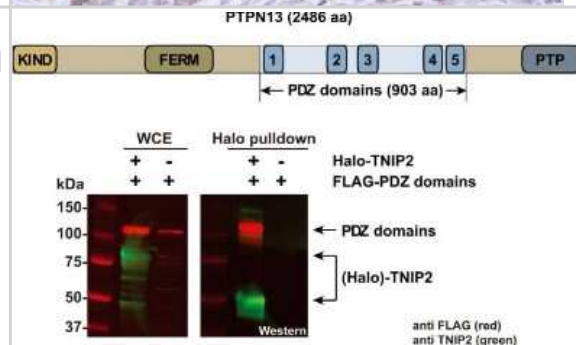 PTPN13 (2486 aa)
KIND FERM 1 2 3 4 5 PTP
PDZ domains (903 aa)
WCE Halo pulldown
+ - + - Halo-TNIP2
+ + + + FLAG-PDZ domains
kDa
150-
100- PDZ domains
75-
(Halo)-TNIP2
50-
37- Western
anti FLAG (red)
anti TNIP2 (green)